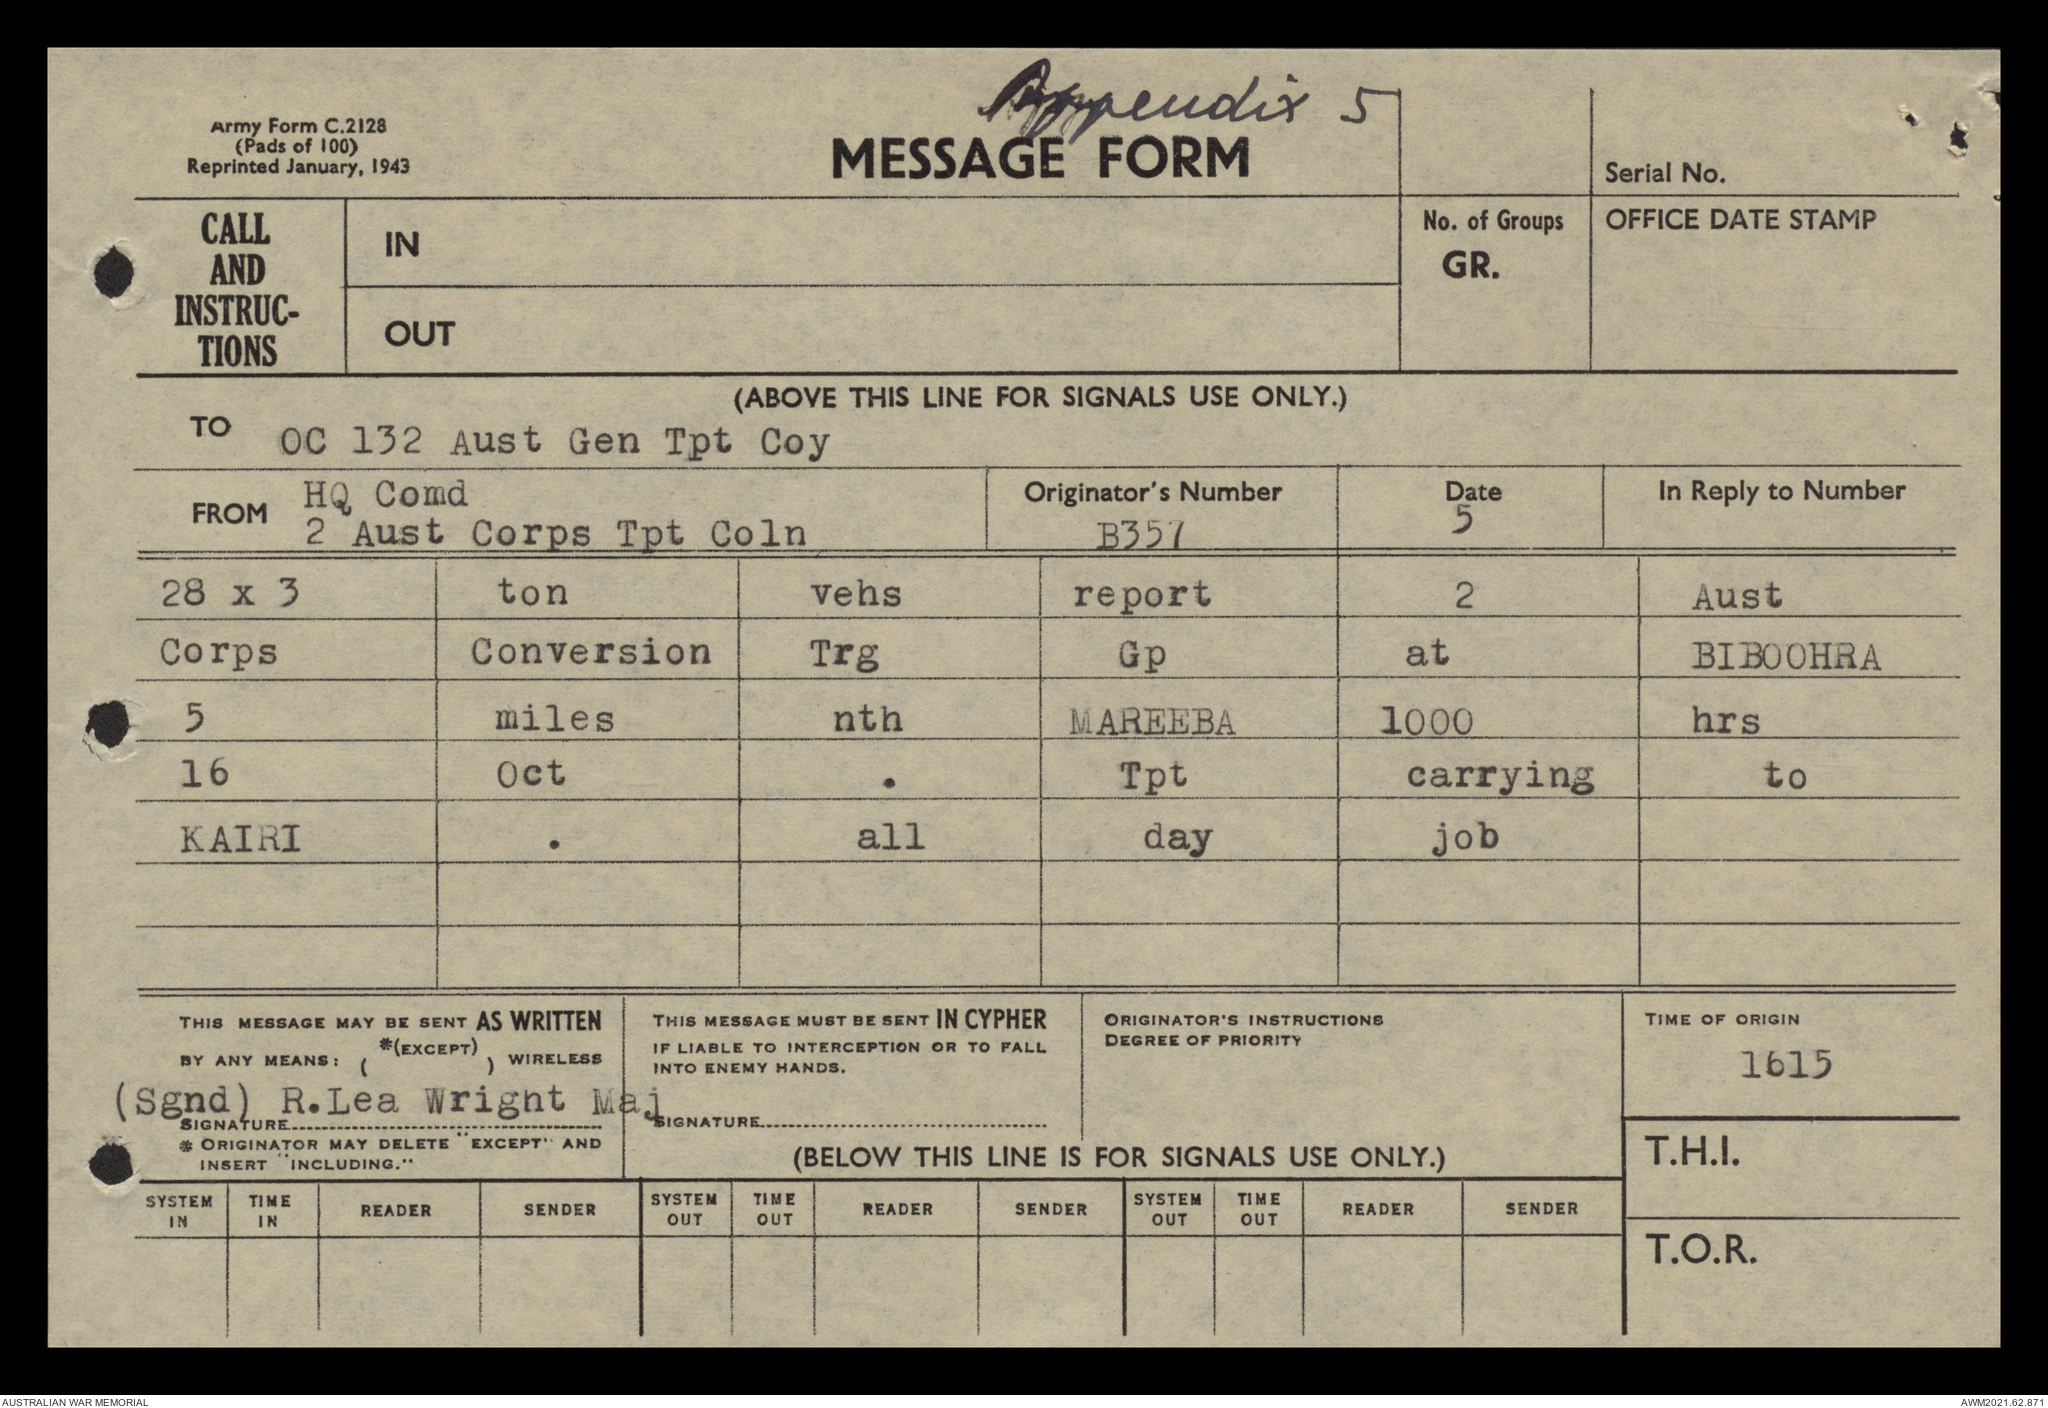 Appendix 5
Army Form C.2128
(Pads of 100)
Reprinted January, 1943
MESSAGE FORM
Serial No.
CALL
AND
INSTRUC-
TIONS
IN
OUT
No. of Groups
GR.
OFFICE DATE STAMP
(ABOVE THIS LINE FOR SIGNALS USE ONLY.)
TO OC 132 Aust Gen Tpt Coy
FROM HQ Comd
2 Aust Corps Tpt Coln
Originator's Number
B357
Date
5
In Reply to Number
28 x 3 ton vehs report 2 Aust
Corps Conversion Trg Gp at BIBOOHRA
5 miles nth MAREEBA 1000 hrs
16 Oct . Tpt carrying to
KAIRI . all day job
THIS MESSAGE MAY BE SENT AS WRITTEN
BY ANY MEANS: ( *(EXCEPT) ) WIRELESS
(Sgnd) R.Lea Wright Maj
SIGNATURE
* ORIGINATOR MAY DELETE "EXCEPT" AND
INSERT "INCLUDING."
THIS MESSAGE MUST BE SENT IN CYPHER
IF LIABLE TO INTERCEPTION OR TO FALL
INTO ENEMY HANDS.
SIGNATURE
ORIGINATOR'S INSTRUCTIONS
DEGREE OF PRIORITY
TIME OF ORIGIN
1615
(BELOW THIS LINE IS FOR SIGNALS USE ONLY.)
T.H.I.
T.O.R.
SYSTEM IN TIME IN READER SENDER SYSTEM OUT TIME OUT READER SENDER SYSTEM OUT TIME OUT READER SENDER
AUSTRALIAN WAR MEMORIAL
AWM2021.62.871